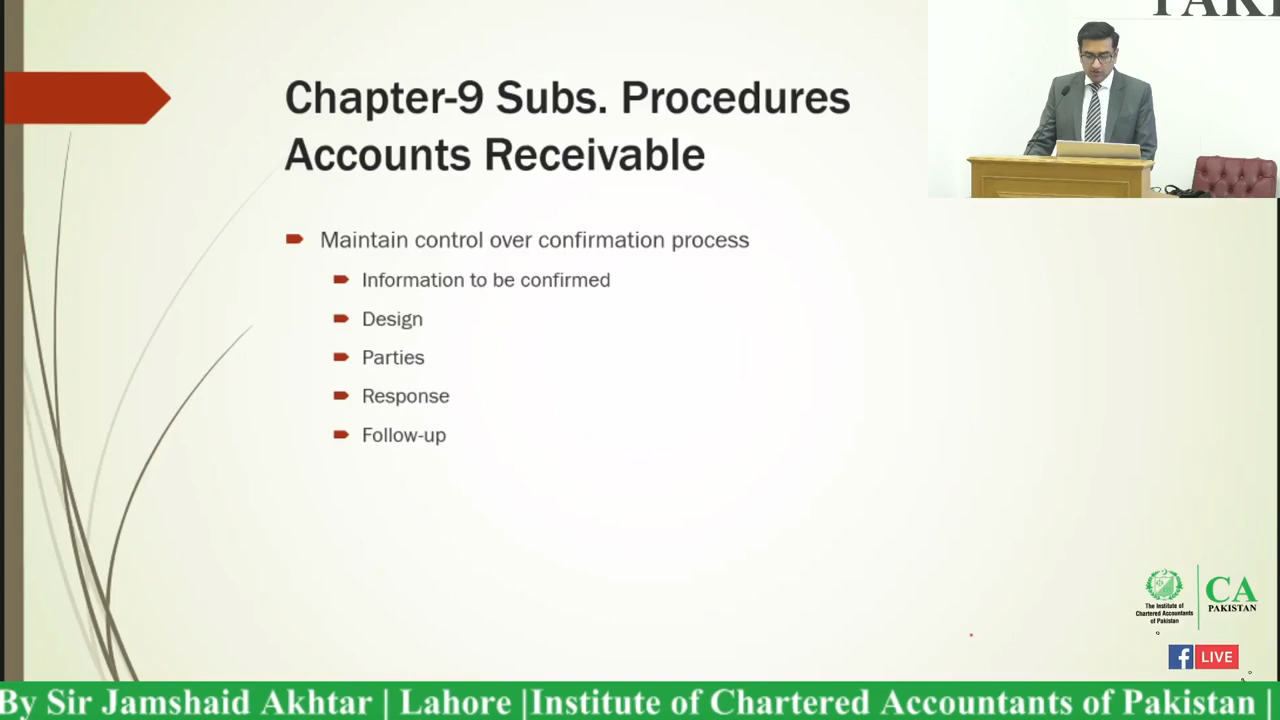 Chapter-9 Subs. Procedures
Accounts Receivable
Maintain control over confirmation process
Information to be confirmed
Design
Parties
Response
Follow-up
The Institute of
Chartered Accountants
of Pakistan
CA
PAKISTAN
LIVE
By Sir Jamshaid Akhtar | Lahore |Institute of Chartered Accountants of Pakistan |